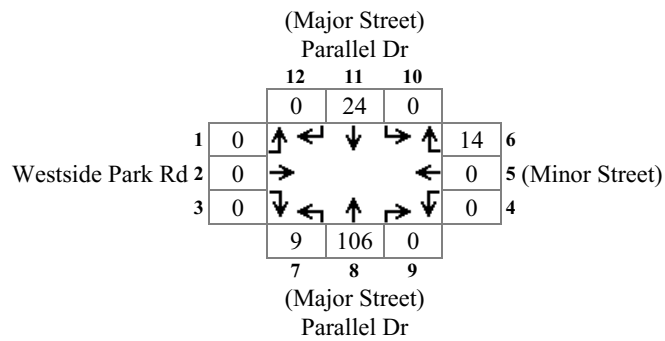 (Major Street)
Parallel Dr
12 11 10
0 24 0
1 0 14 6
Westside Park Rd 2 0 0 5 (Minor Street)
3 0 0 4
9 106 0
7 8 9
(Major Street)
Parallel Dr